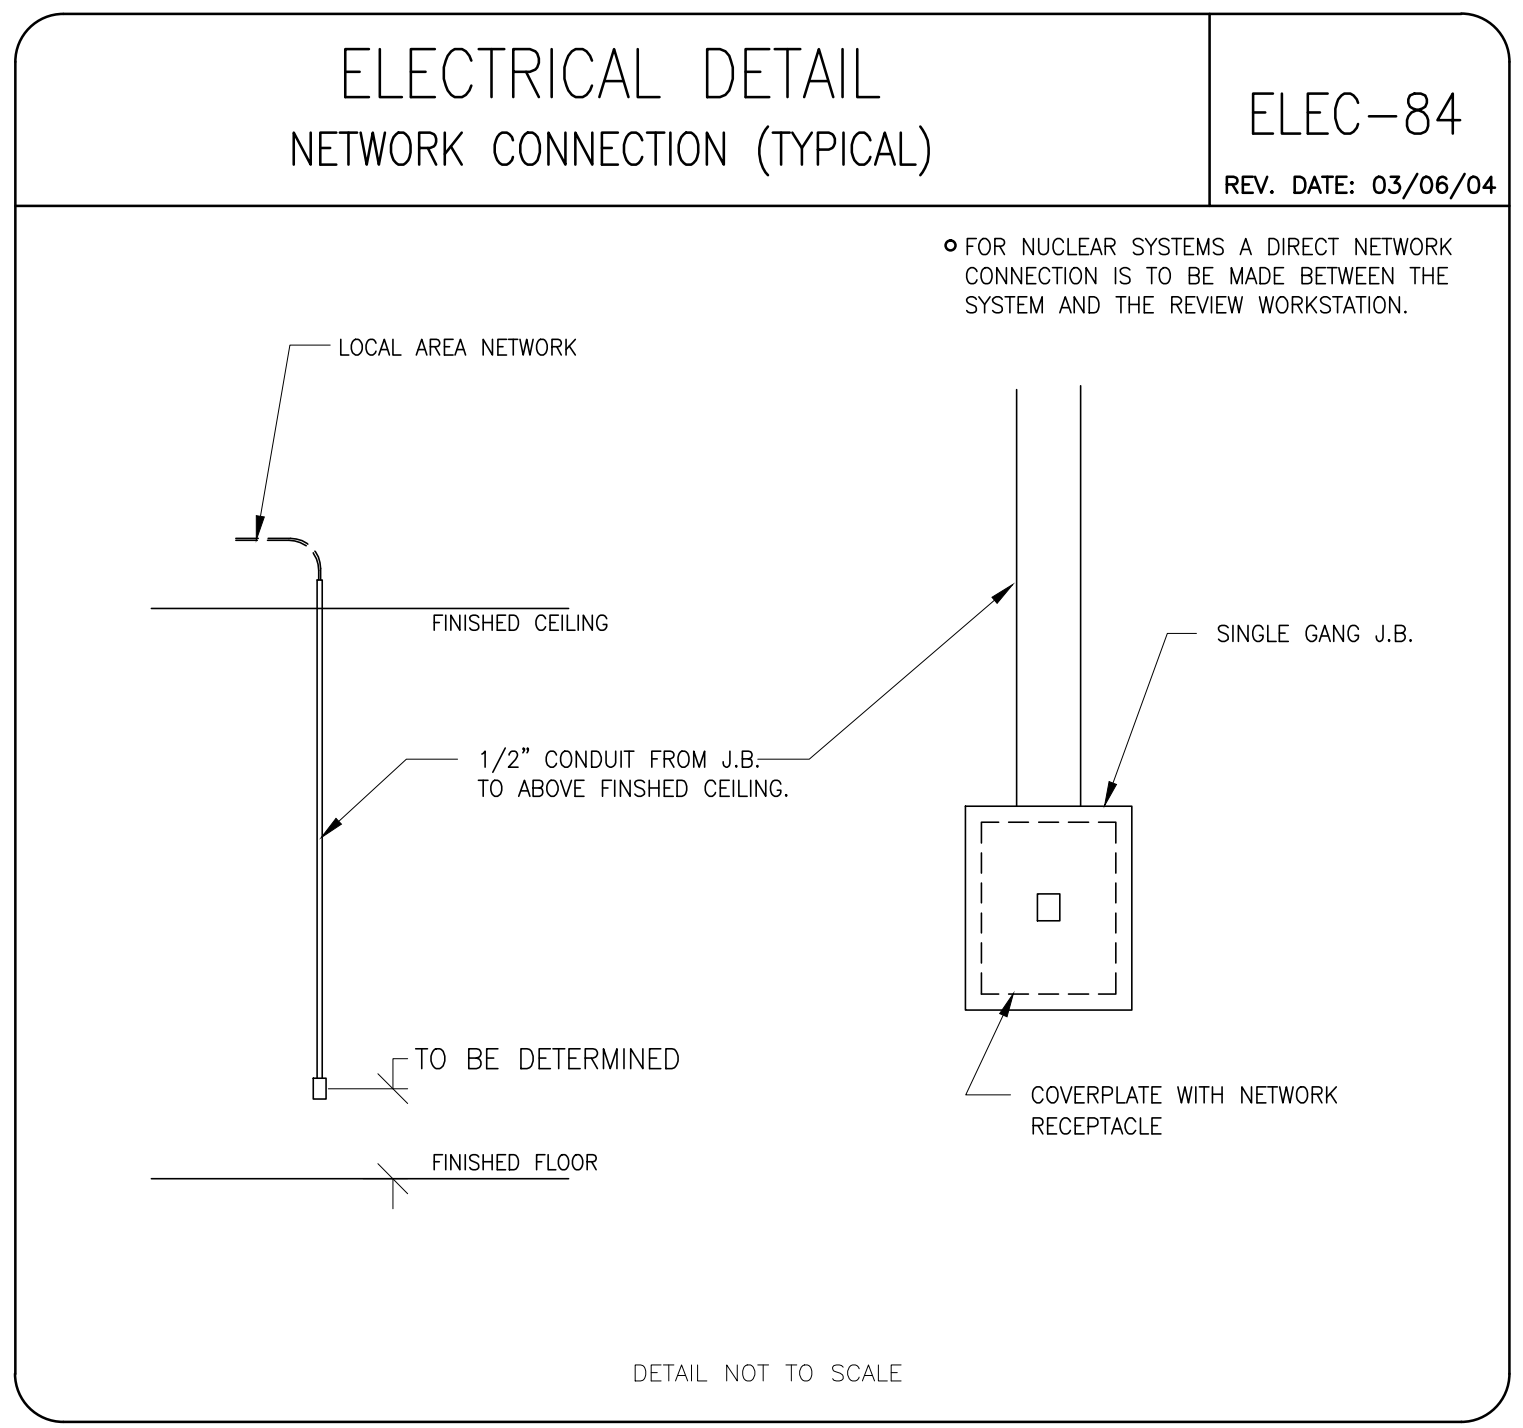 ELECTRICAL DETAIL
NETWORK CONNECTION (TYPICAL)
ELEC-84
REV. DATE: 03/06/04
FOR NUCLEAR SYSTEMS A DIRECT NETWORK
CONNECTION IS TO BE MADE BETWEEN THE
SYSTEM AND THE REVIEW WORKSTATION.
LOCAL AREA NETWORK
FINISHED CEILING
SINGLE GANG J.B.
1/2" CONDUIT FROM J.B.
TO ABOVE FINSHED CEILING.
TO BE DETERMINED
COVERPLATE WITH NETWORK
RECEPTACLE
FINISHED FLOOR
DETAIL NOT TO SCALE